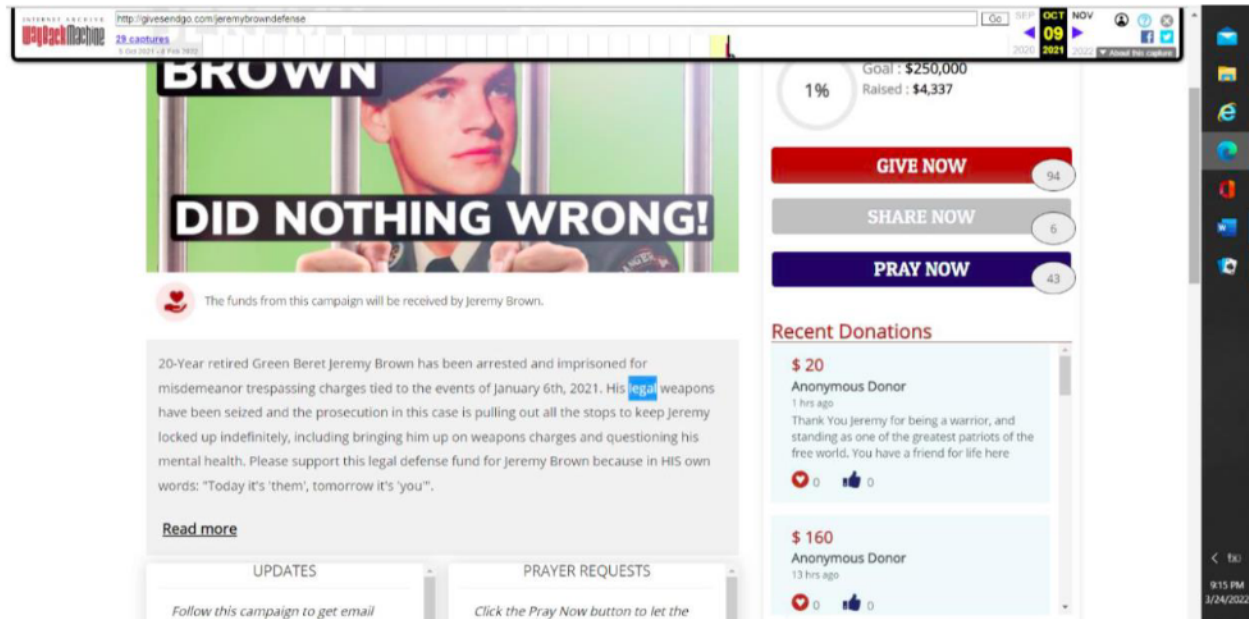 INTERNET ARCHIVE
WayBackMachine
http://givesendgo.com/jeremybrowndefense
Go
SEP OCT NOV
09
2020 2021 2022
29 captures
5 Oct 2021 - 8 Feb 2022
About this capture
BROWN
DID NOTHING WRONG!
RANGER
The funds from this campaign will be received by Jeremy Brown.
20-Year retired Green Beret Jeremy Brown has been arrested and imprisoned for
misdemeanor trespassing charges tied to the events of January 6th, 2021. His legal weapons
have been seized and the prosecution in this case is pulling out all the stops to keep Jeremy
locked up indefinitely, including bringing him up on weapons charges and questioning his
mental health. Please support this legal defense fund for Jeremy Brown because in HIS own
words: "Today it's 'them', tomorrow it's 'you'".
Read more
UPDATES
Follow this campaign to get email
PRAYER REQUESTS
Click the Pray Now button to let the
1%
Goal : $250,000
Raised : $4,337
GIVE NOW
94
SHARE NOW
6
PRAY NOW
43
Recent Donations
$ 20
Anonymous Donor
1 hrs ago
Thank You Jeremy for being a warrior, and
standing as one of the greatest patriots of the
free world. You have a friend for life here
0 0
$ 160
Anonymous Donor
13 hrs ago
0 0
9:15 PM
3/24/2022